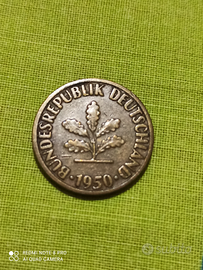 BUNDESREPUBLIK DEUTSCHLAND
· 1950 ·
REDMI NOTE 8 PRO
AI QUAD CAMERA